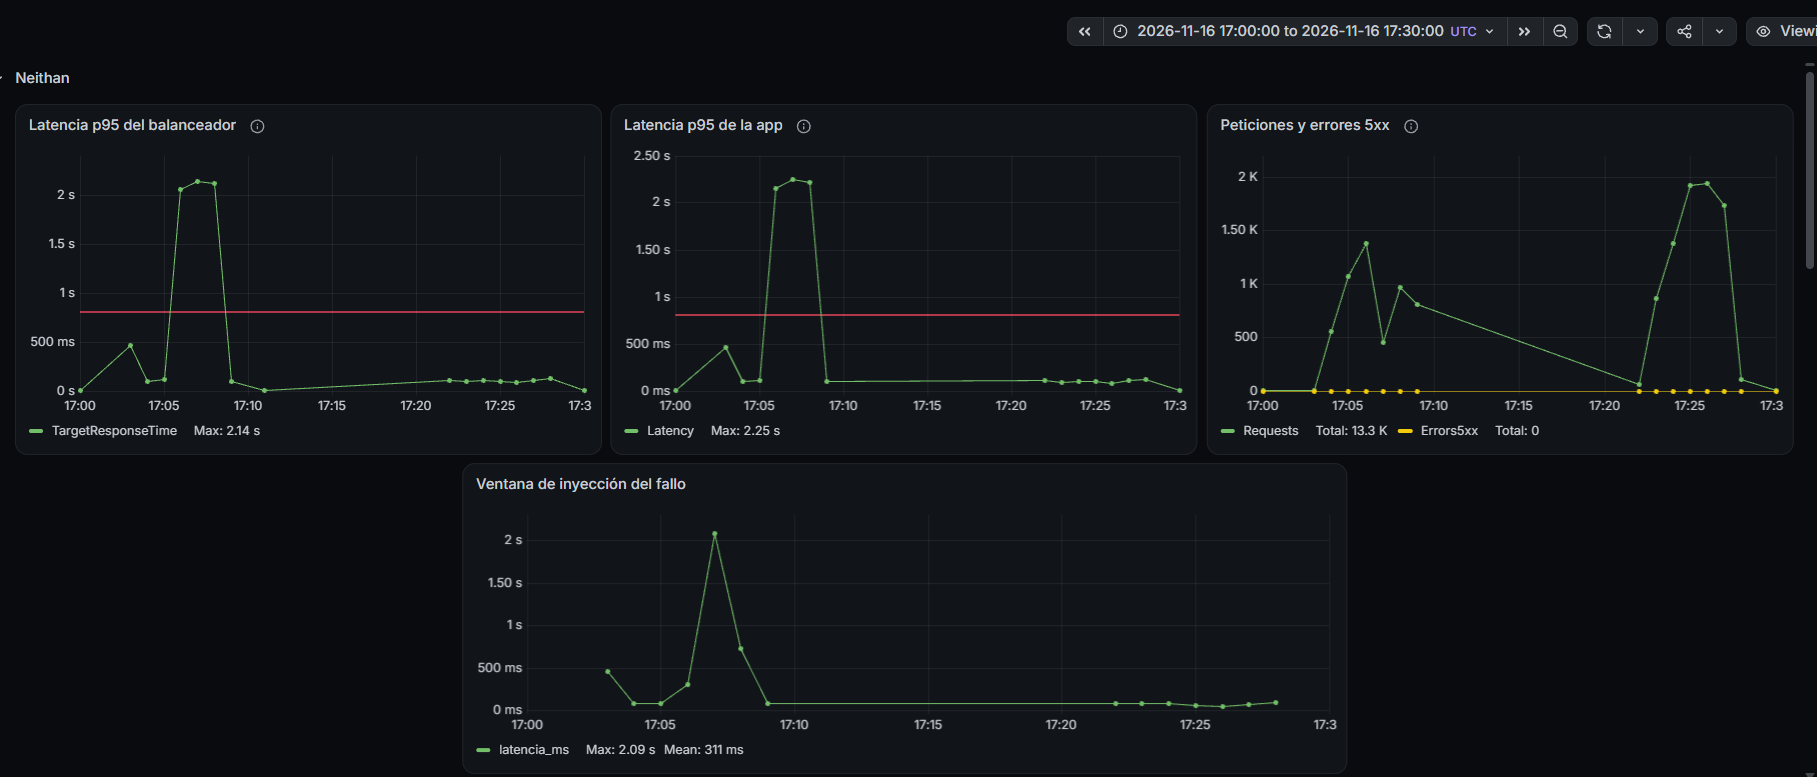 2026-11-16 17:00:00 to 2026-11-16 17:30:00 UTC
Viewi
Neithan
Latencia p95 del balanceador
2 s
1.5 s
1 s
500 ms
0 s
17:00 17:05 17:10 17:15 17:20 17:25 17:3
TargetResponseTime Max: 2.14 s
Latencia p95 de la app
2.50 s
2 s
1.50 s
1 s
500 ms
0 ms
17:00 17:05 17:10 17:15 17:20 17:25 17:3
Latency Max: 2.25 s
Peticiones y errores 5xx
2 K
1.50 K
1 K
500
0
17:00 17:05 17:10 17:15 17:20 17:25 17:3
Requests Total: 13.3 K Errors5xx Total: 0
Ventana de inyección del fallo
2 s
1.50 s
1 s
500 ms
0 ms
17:00 17:05 17:10 17:15 17:20 17:25 17:3
latencia_ms Max: 2.09 s Mean: 311 ms